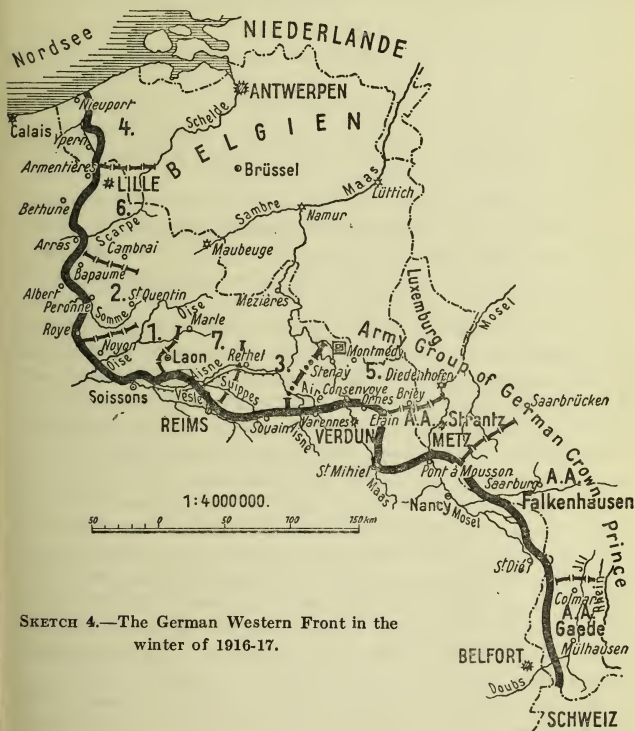 Nordsee
NIEDERLANDE
ANTWERPEN
Nieuport
Calais
4.
Schelde
BELGIEN
Ypern
Armentières
LILLE
Brüssel
Maas
Lüttich
Bethune
6.
Sambre
Namur
Scarpe
Arras
Cambrai
Maubeuge
Bapaume
Albert
2.
St Quentin
Peronne
Somme
Oise
Mézières
Luxemburg
Mosel
Roye
1.
Marle
Noyon
7.
Laon
Aisne
Rethel
3.
Montmedy
Army Group of German Crown Prince
Oise
Stenay
5.
Diedenhofen
Suippes
Aire
Consenvoye
Saarbrücken
Soissons
Vesle
Ornes
Briey
REIMS
Souain
Varennes
Etain
A.A. Strantz
Aisne
VERDUN
METZ
St Mihiel
Pont à Mousson
Saarburg
A.A.
Falkenhausen
Maas
Nancy
Mosel
1:4000000.
50 0 50 100 150 km
St Dié
Jll
Colmar
Rhein
A.A.
Gaede
Mülhausen
BELFORT
Doubs
SCHWEIZ
SKETCH 4.—The German Western Front in the
winter of 1916-17.